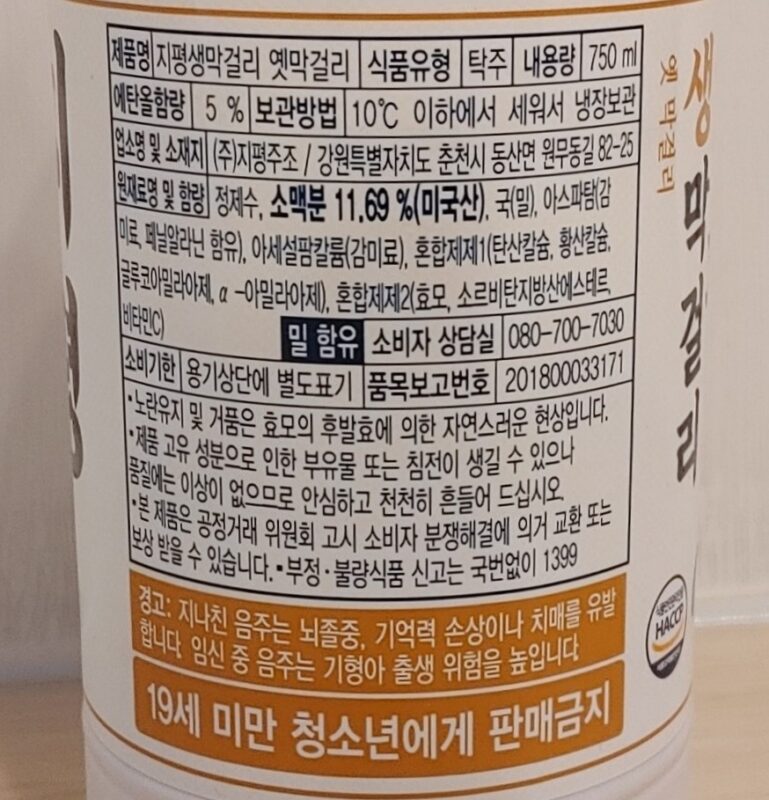 제품명 지평생막걸리 옛막걸리 식품유형 탁주 내용량 750 ml
에탄올함량 5 % 보관방법 10℃ 이하에서 세워서 냉장보관
업소명 및 소재지 (주)지평주조 / 강원특별자치도 춘천시 동산면 원무동길 82-25
원재료명 및 함량 정제수, 소맥분 11.69 %(미국산), 국(밀), 아스파탐(감
미료, 페닐알라닌 함유), 아세설팜칼륨(감미료), 혼합제제1(탄산칼슘, 황산칼슘,
글루코아밀라아제, α -아밀라아제), 혼합제제2(효모, 소르비탄지방산에스테르,
비타민C)
밀 함유 소비자 상담실 080-700-7030
소비기한 용기상단에 별도표기 품목보고번호 201800033171
•노란유지 및 거품은 효모의 후발효에 의한 자연스러운 현상입니다.
•제품 고유 성분으로 인한 부유물 또는 침전이 생길 수 있으나
품질에는 이상이 없으므로 안심하고 천천히 흔들어 드십시오.
•본 제품은 공정거래 위원회 고시 소비자 분쟁해결에 의거 교환 또는
보상 받을 수 있습니다. •부정·불량식품 신고는 국번없이 1399
경고: 지나친 음주는 뇌졸중, 기억력 손상이나 치매를 유발
합니다. 임신 중 음주는 기형아 출생 위험을 높입니다.
19세 미만 청소년에게 판매금지
생막걸리
옛막걸리
HACCP